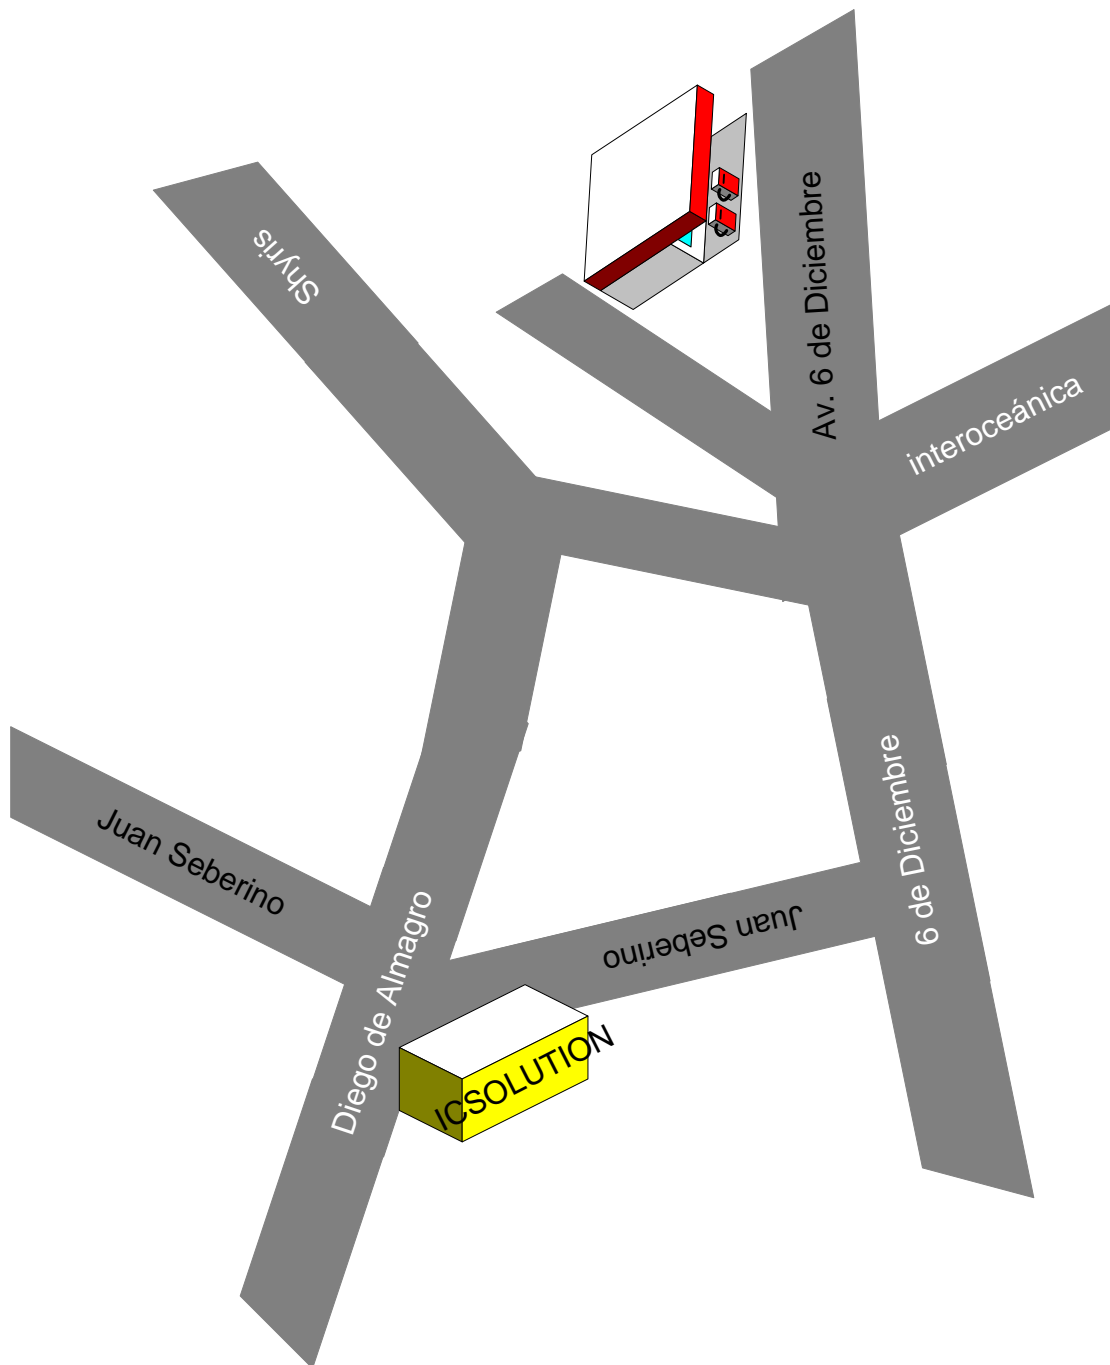 Av. 6 de Diciembre
Shyris
interoceánica
6 de Diciembre
Juan Seberino
Juan Seberino
Diego de Almagro
ICSOLUTION